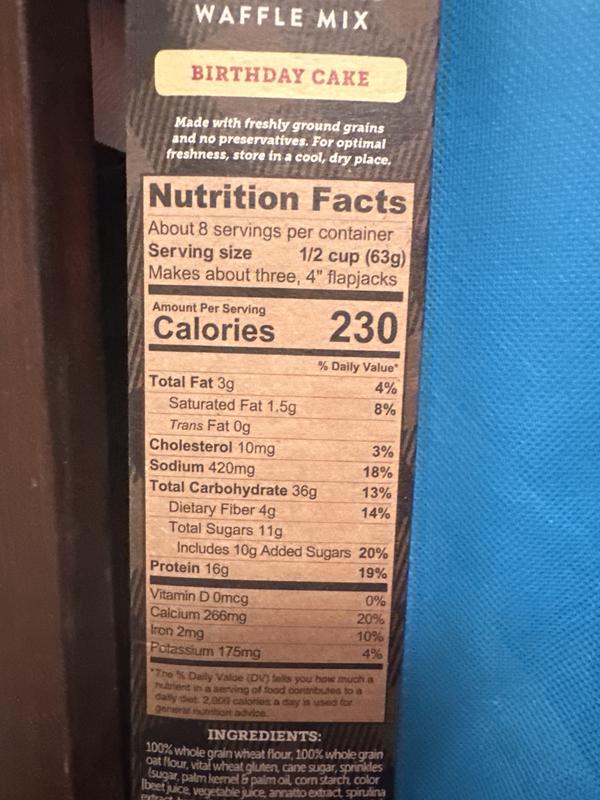 WAFFLE MIX
BIRTHDAY CAKE
Made with freshly ground grains
and no preservatives. For optimal
freshness, store in a cool, dry place.
Nutrition Facts
About 8 servings per container
Serving size 1/2 cup (63g)
Makes about three, 4" flapjacks
Amount Per Serving
Calories 230
% Daily Value*
Total Fat 3g 4%
Saturated Fat 1.5g 8%
Trans Fat 0g
Cholesterol 10mg 3%
Sodium 420mg 18%
Total Carbohydrate 36g 13%
Dietary Fiber 4g 14%
Total Sugars 11g
Includes 10g Added Sugars 20%
Protein 16g 19%
Vitamin D 0mcg 0%
Calcium 266mg 20%
Iron 2mg 10%
Potassium 175mg 4%
*The % Daily Value (DV) tells you how much a
nutrient in a serving of food contributes to a
daily diet. 2,000 calories a day is used for
general nutrition advice.
INGREDIENTS:
100% whole grain wheat flour, 100% whole grain
oat flour, vital wheat gluten, cane sugar, sprinkles
(sugar, palm kernel & palm oil, corn starch, color
[beet juice, vegetable juice, annatto extract, spirulina